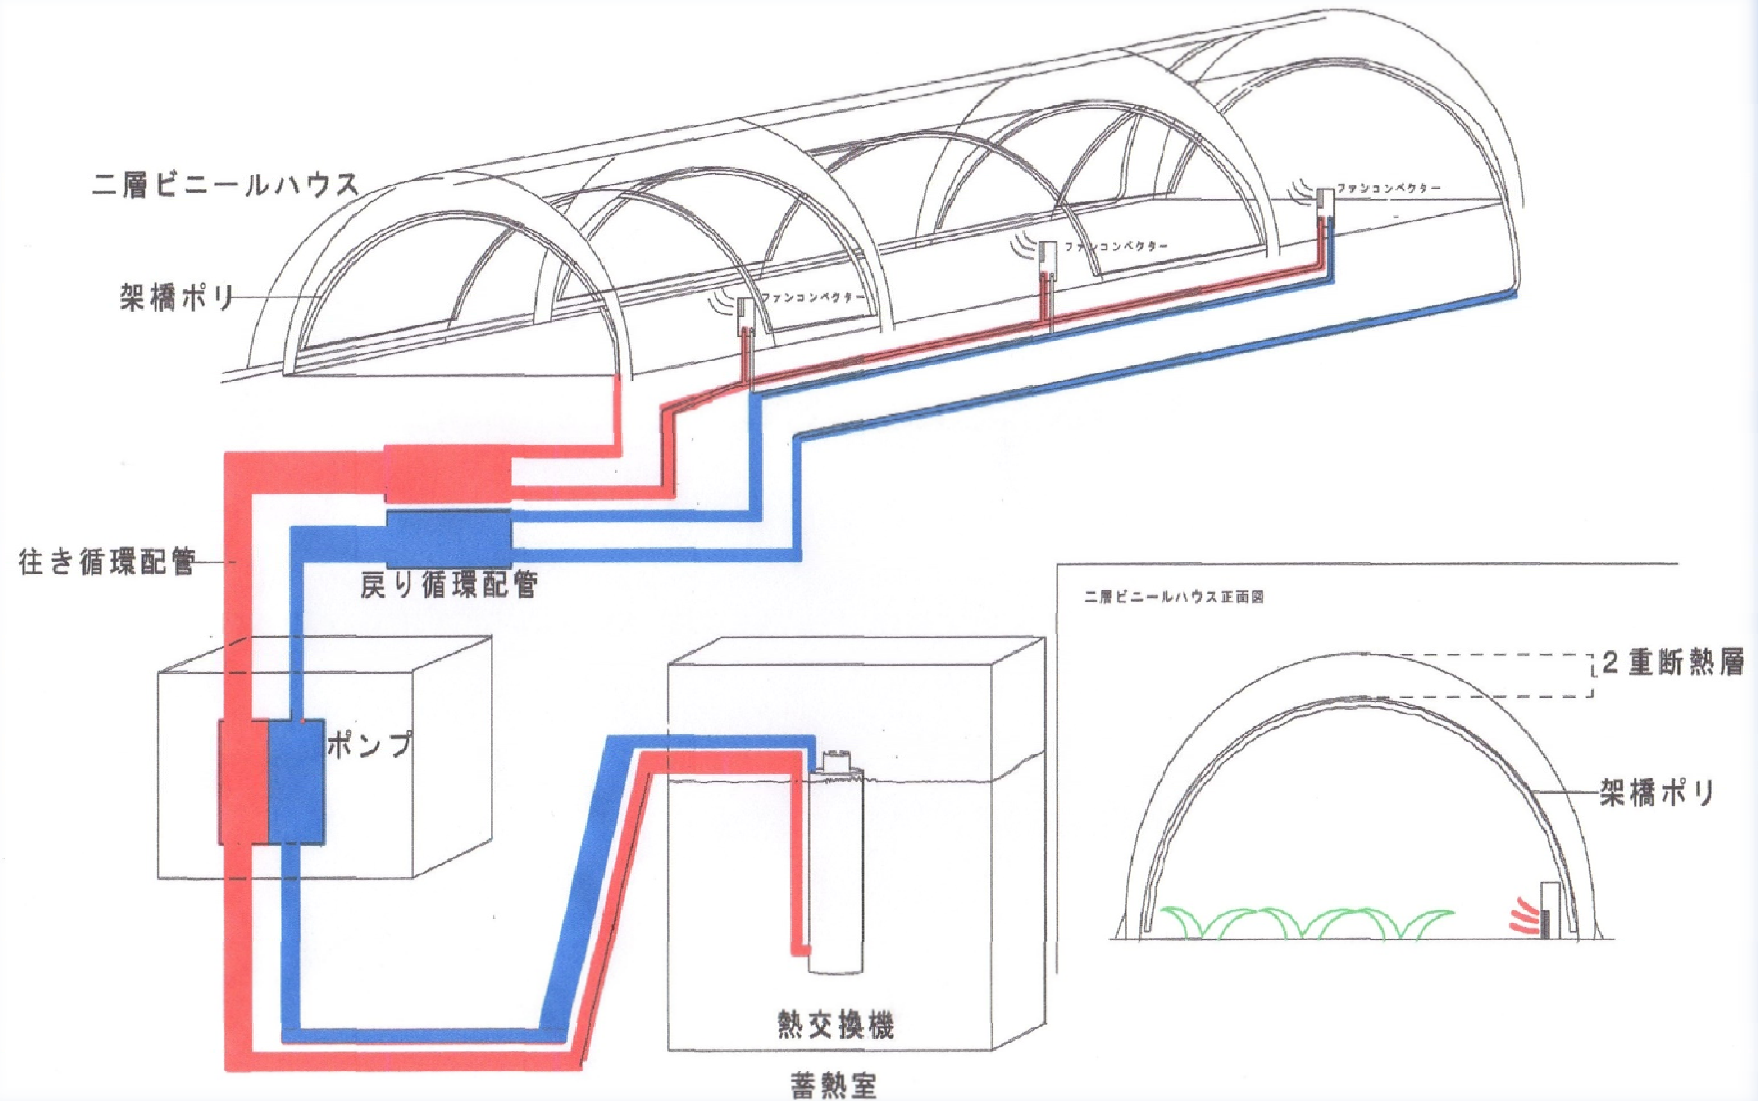 二層ビニールハウス
ファンコンベクター
ファンコンベクター
架橋ポリ
ファンコンベクター
往き循環配管
戻り循環配管
二層ビニールハウス正面図
2重断熱層
ポンプ
架橋ポリ
熱交換機
蓄熱室